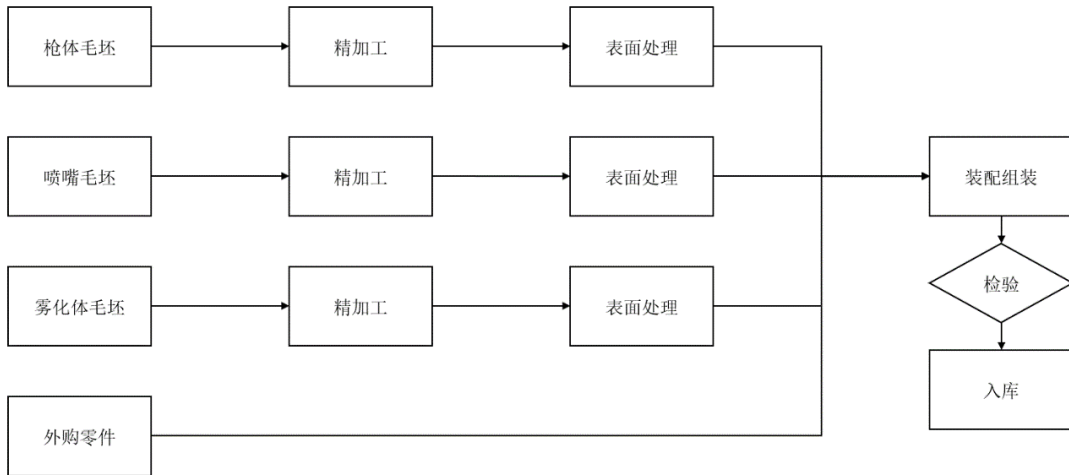 枪体毛坯
精加工
表面处理
喷嘴毛坯
精加工
表面处理
装配组装
检验
雾化体毛坯
精加工
表面处理
入库
外购零件